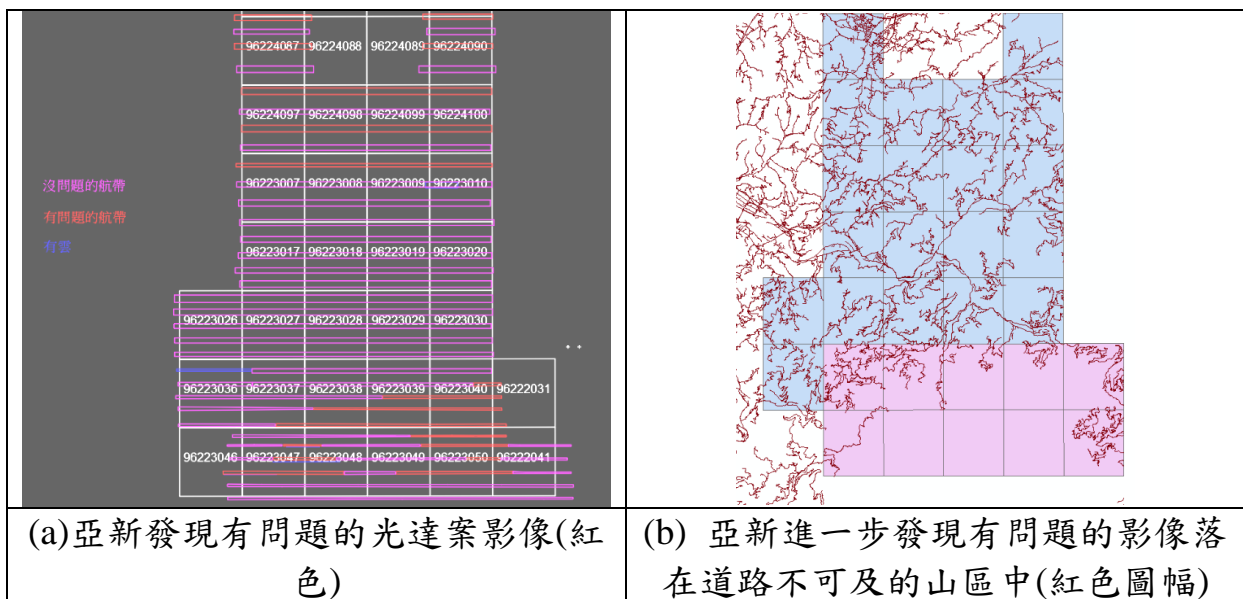 96224087 96224088 96224089 96224090
96224097 96224098 96224099 96224100
96223007 96223008 96223009 96223010
沒問題的航帶
有問題的航帶
有雲
96223017 96223018 96223019 96223020
96223026 96223027 96223028 96223029 96223030
96223036 96223037 96223038 96223039 96223040 96222031
96223046 96223047 96223048 96223049 96223050 96222041
(a)亞新發現有問題的光達案影像(紅
色)
(b) 亞新進一步發現有問題的影像落
在道路不可及的山區中(紅色圖幅)